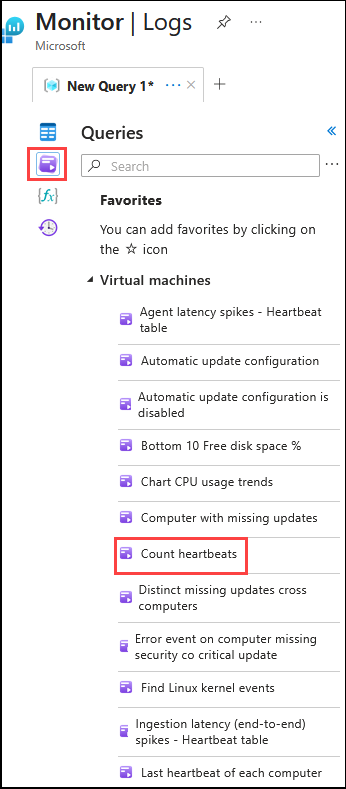 Monitor | Logs
Microsoft
New Query 1*
Queries
Search
Favorites
You can add favorites by clicking on
the ☆ icon
Virtual machines
Agent latency spikes - Heartbeat
table
Automatic update configuration
Automatic update configuration is
disabled
Bottom 10 Free disk space %
Chart CPU usage trends
Computer with missing updates
Count heartbeats
Distinct missing updates cross
computers
Error event on computer missing
security co critical update
Find Linux kernel events
Ingestion latency (end-to-end)
spikes - Heartbeat table
Last heartbeat of each computer